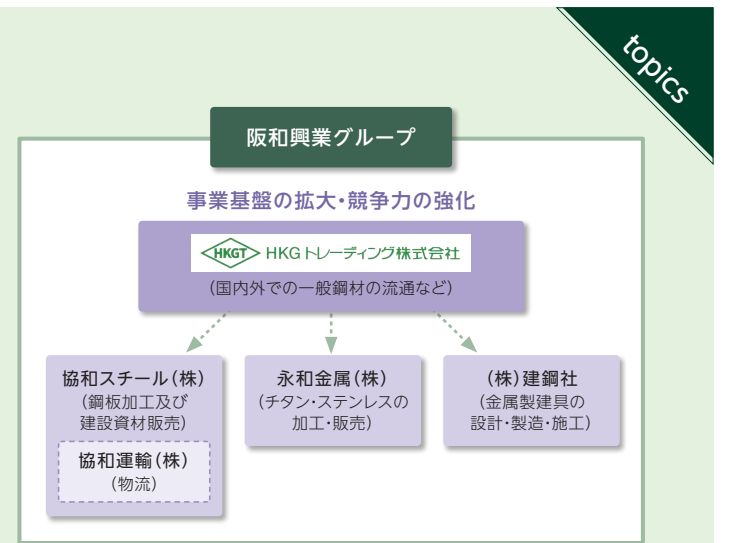 topics
阪和興業グループ
事業基盤の拡大・競争力の強化
HKGT HKGトレーディング株式会社
(国内外での一般鋼材の流通など)
協和スチール(株)
(鋼板加工及び
建設資材販売)
協和運輸(株)
(物流)
永和金属(株)
(チタン・ステンレスの
加工・販売)
(株)建鋼社
(金属製建具の
設計・製造・施工)